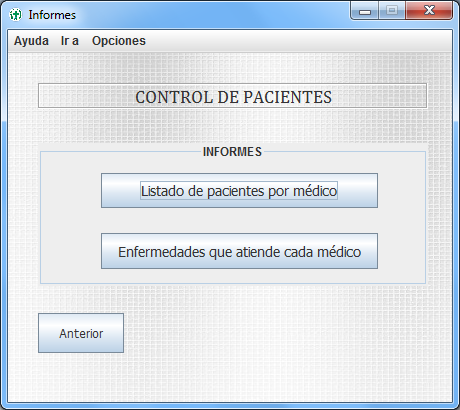 Informes
Ayuda Ir a Opciones
CONTROL DE PACIENTES
INFORMES
Listado de pacientes por médico
Enfermedades que atiende cada médico
Anterior